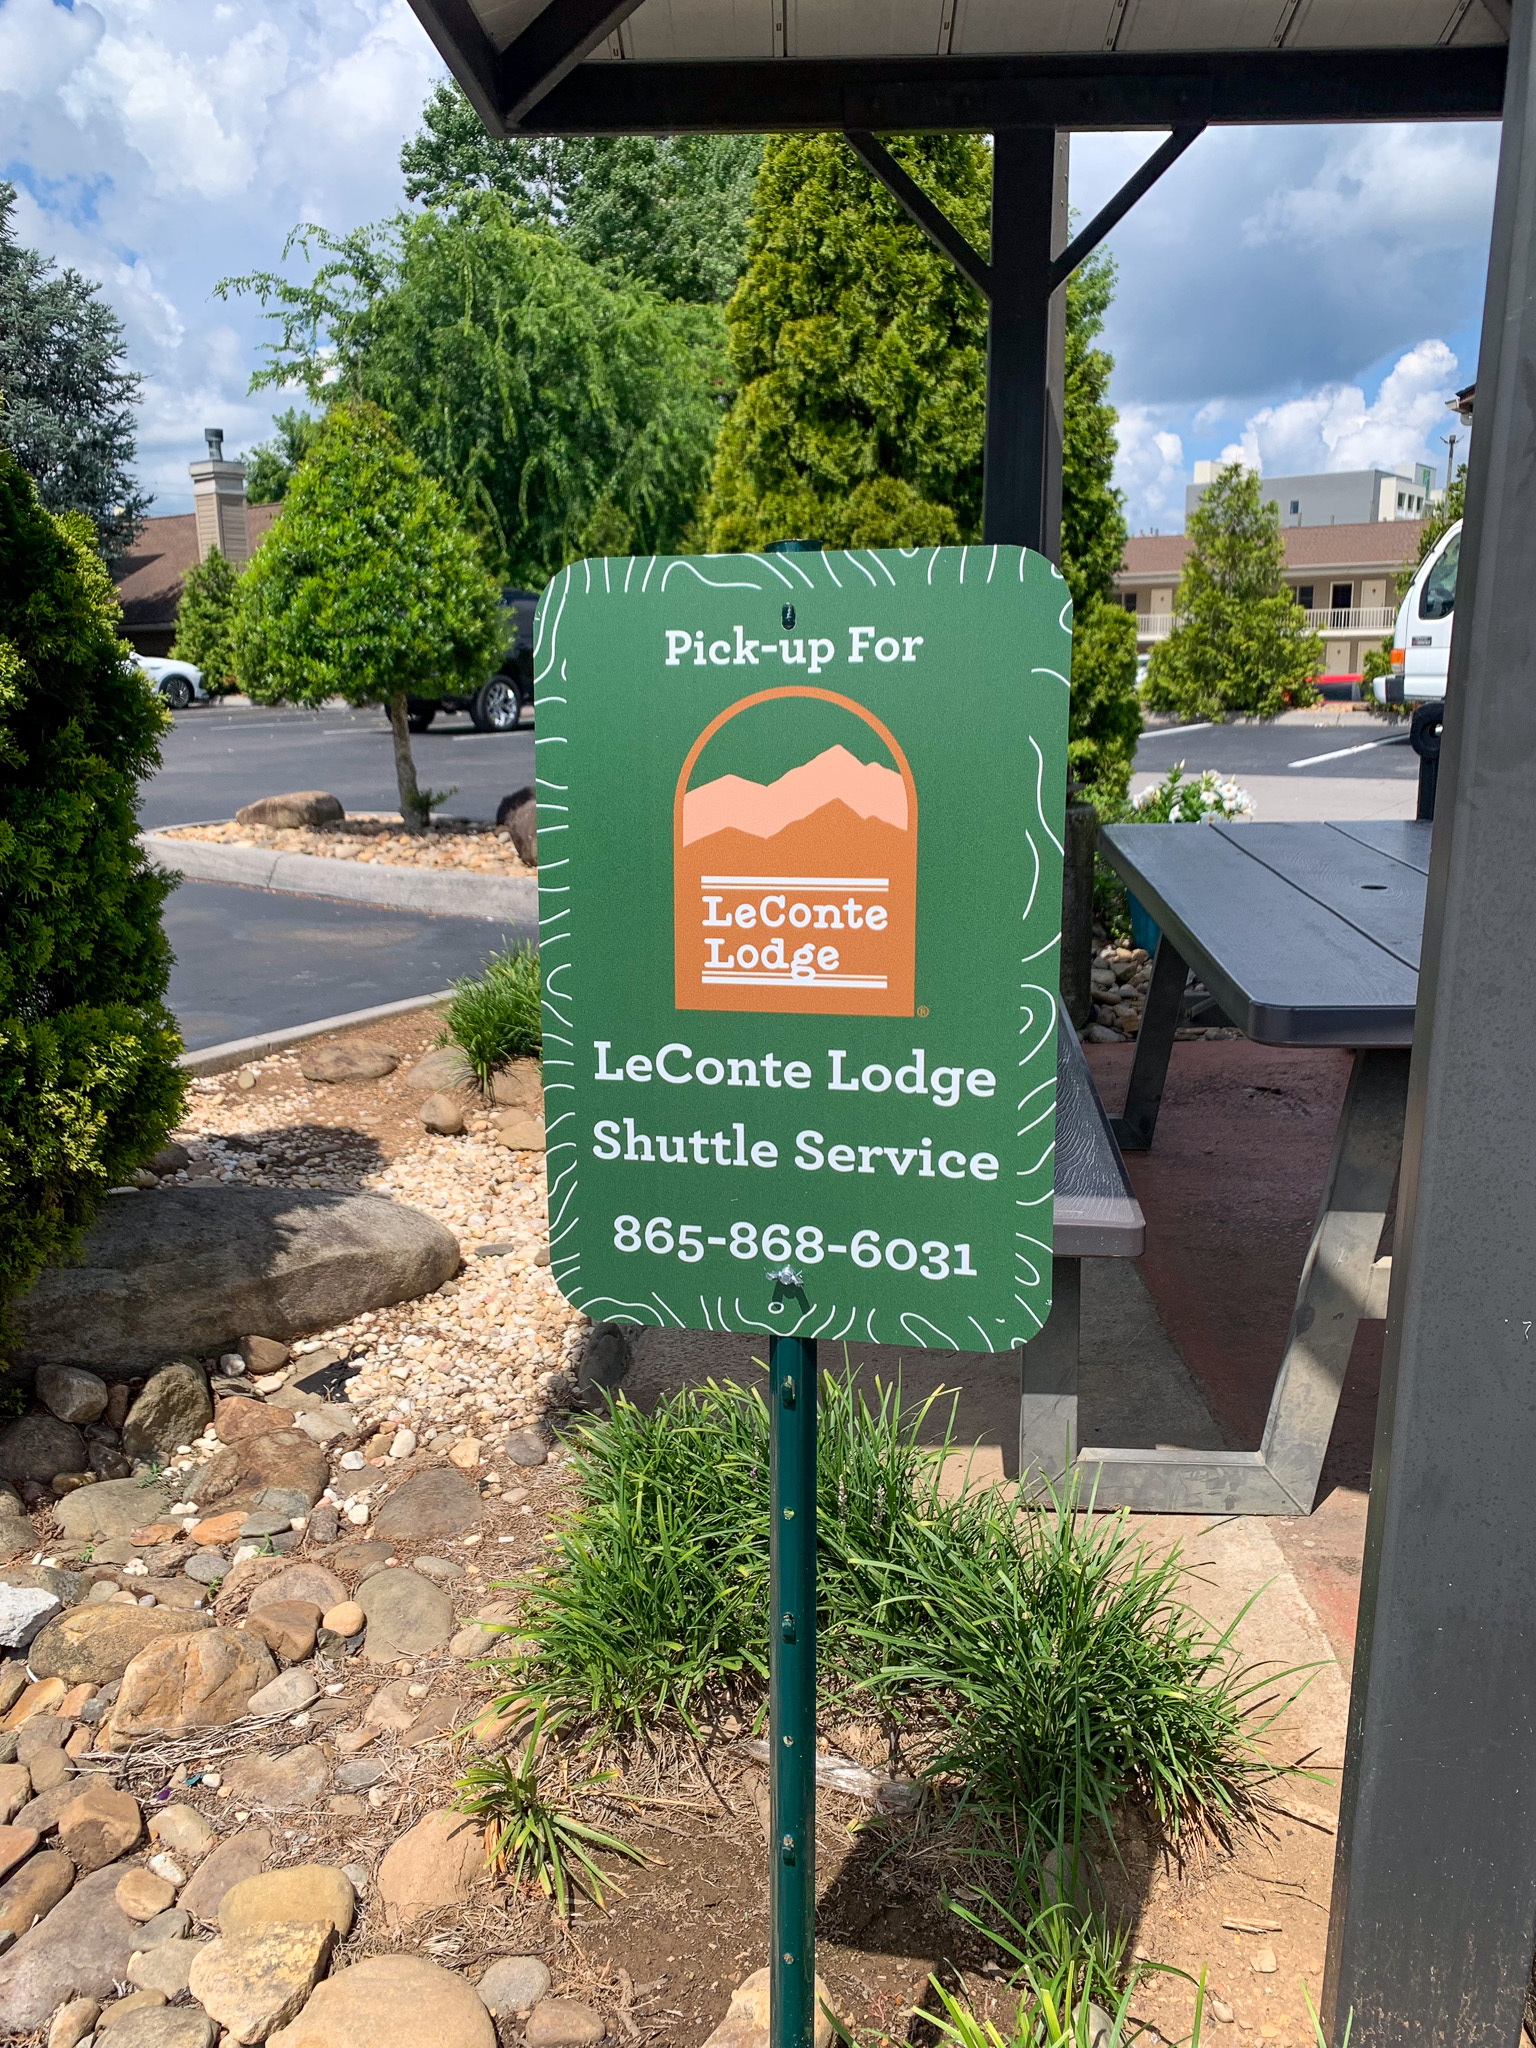 Pick-up For
LeConte
Lodge
®
LeConte Lodge
Shuttle Service
865-868-6031